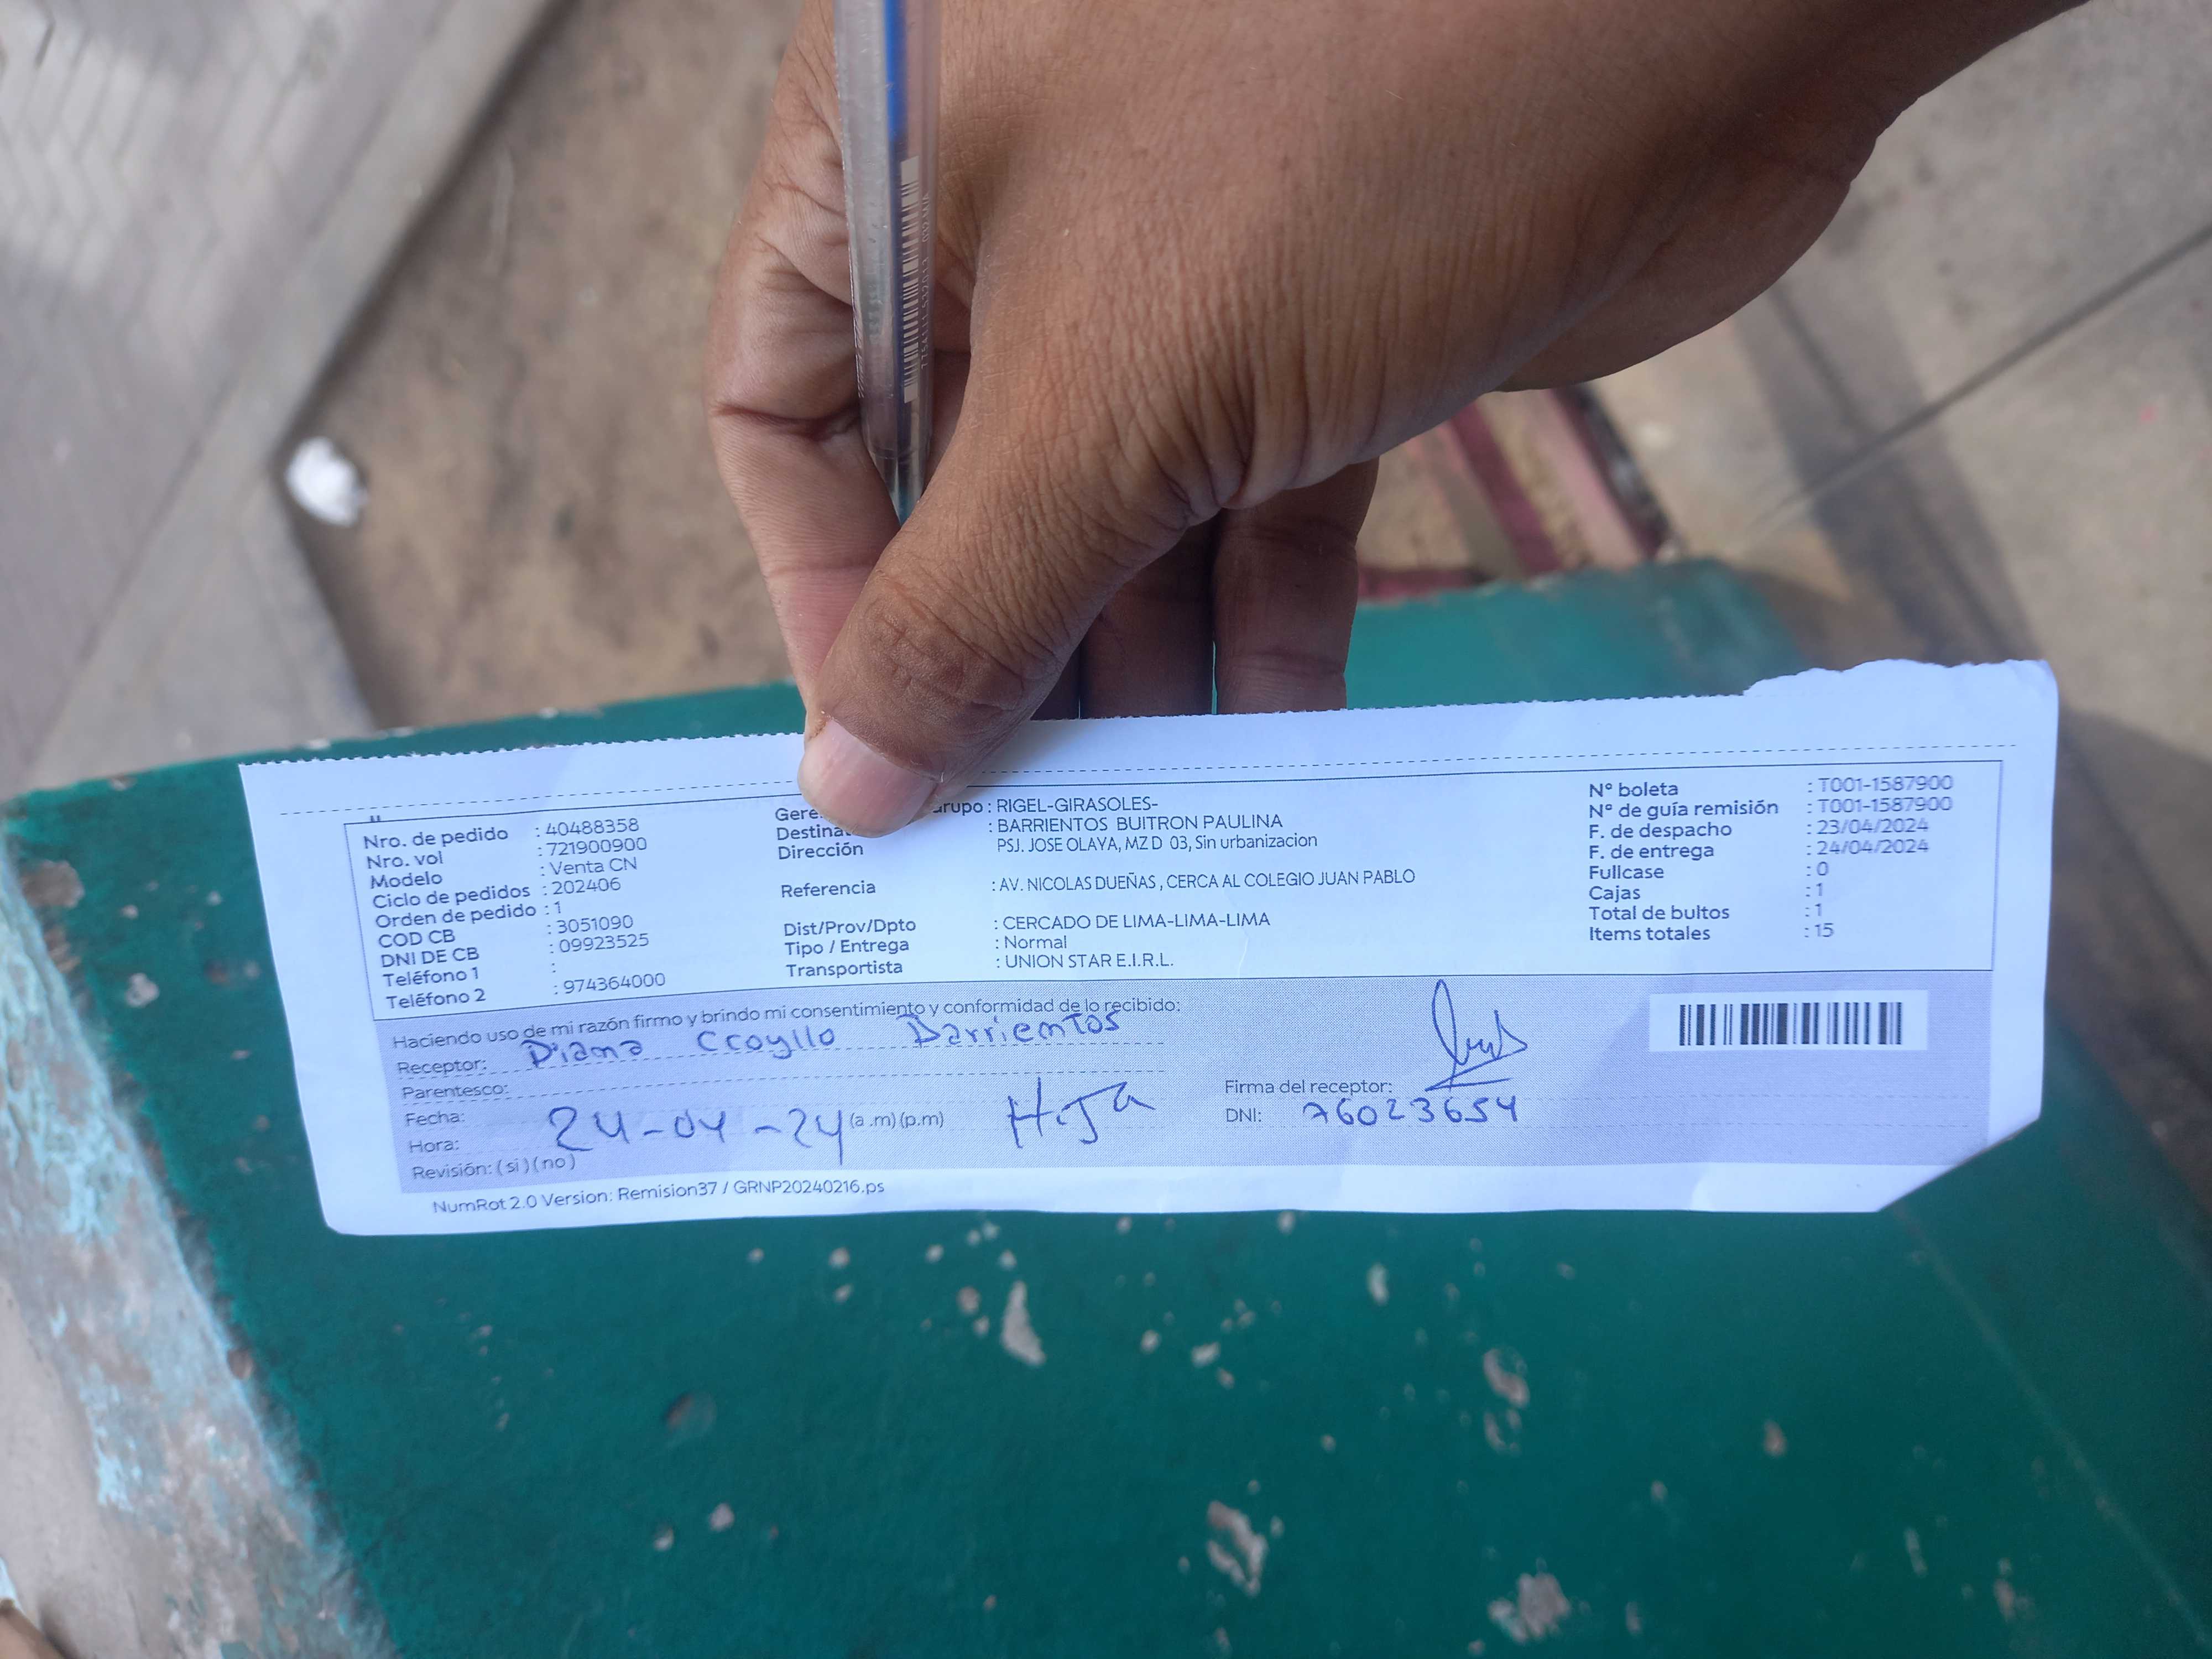 Nro. de pedido : 40488358
Nro. vol : 721900900
Modelo : Venta CN
Ciclo de pedidos : 202406
Orden de pedido : 1
COD CB : 3051090
DNI DE CB : 09923525
Teléfono 1 :
Teléfono 2 : 974364000
: RIGEL-GIRASOLES-
: BARRIENTOS BUITRON PAULINA
Dirección PSJ. JOSE OLAYA, MZ D 03, Sin urbanizacion
Referencia : AV. NICOLAS DUEÑAS , CERCA AL COLEGIO JUAN PABLO
Dist/Prov/Dpto : CERCADO DE LIMA-LIMA-LIMA
Tipo / Entrega : Normal
Transportista : UNION STAR E.I.R.L.
N° boleta : T001-1587900
N° de guía remisión : T001-1587900
F. de despacho : 23/04/2024
F. de entrega : 24/04/2024
Fullcase : 0
Cajas : 1
Total de bultos : 1
Items totales : 15
Haciendo uso de mi razón firmo y brindo mi consentimiento y conformidad de lo recibido:
Receptor: Diana Barrientos
Parentesco: Hija
Fecha: 24-04-24
Hora: (a.m) (p.m)
Revisión: (si) (no)
Firma del receptor:
DNI: 76023654
NumRot 2.0 Version: Remision37 / GRNP20240216.ps